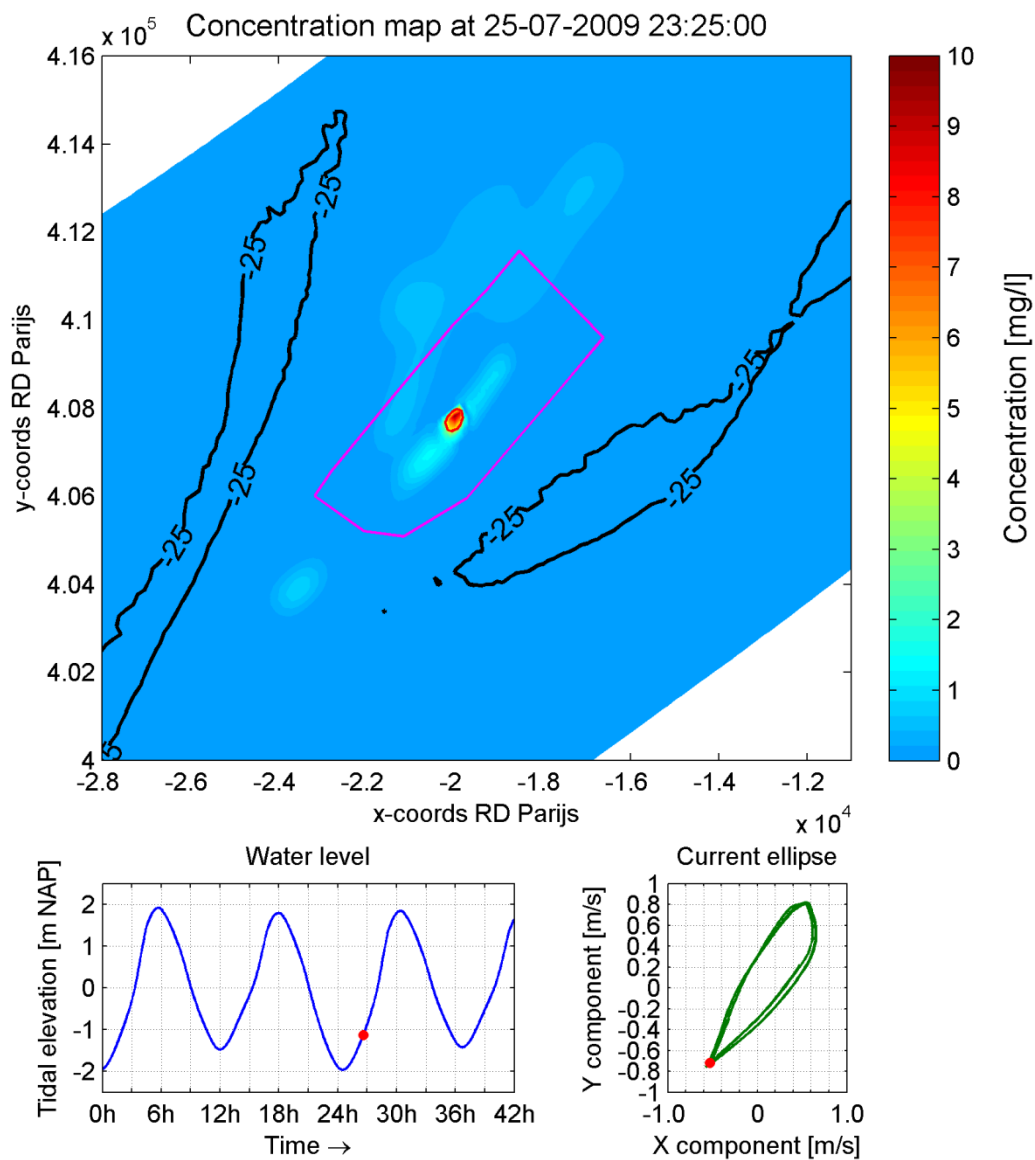 x 10⁵
Concentration map at 25-07-2009 23:25:00
4.16
4.14
4.12
4.1
4.08
4.06
4.04
4.02
4
y-coords RD Parijs
-25
-25
-25
-25
-25
-25
-25
-25
-25
5
-2.8
-2.6
-2.4
-2.2
-2
-1.8
-1.6
-1.4
-1.2
x 10⁴
x-coords RD Parijs
10
9
8
7
6
5
4
3
2
1
0
Concentration [mg/l]
Water level
Tidal elevation [m NAP]
2
1
0
-1
-2
0h
6h
12h
18h
24h
30h
36h
42h
Time →
Current ellipse
Y component [m/s]
1
0.8
0.6
0.4
0.2
0
-0.2
-0.4
-0.6
-0.8
-1
-1.0
0
1.0
X component [m/s]